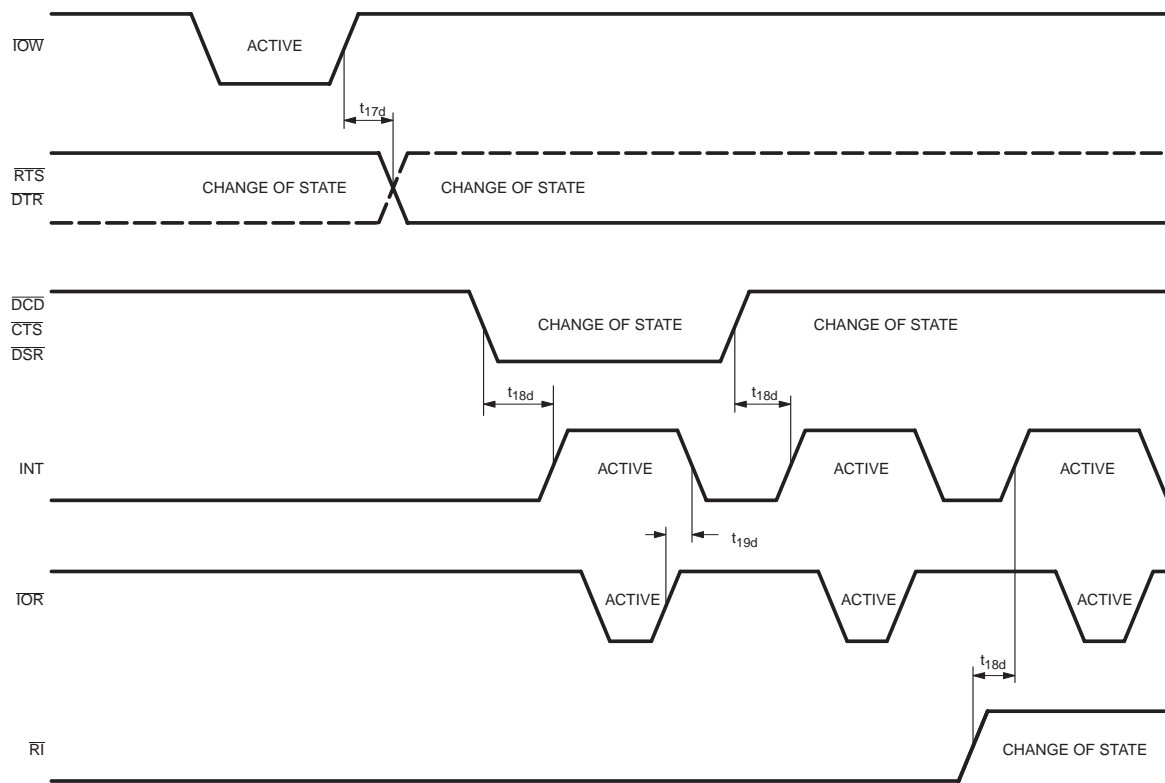 IOW
ACTIVE
t17d
RTS
DTR
CHANGE OF STATE
CHANGE OF STATE
DCD
CTS
DSR
CHANGE OF STATE
CHANGE OF STATE
t18d
t18d
INT
ACTIVE
ACTIVE
ACTIVE
t19d
IOR
ACTIVE
ACTIVE
ACTIVE
t18d
RI
CHANGE OF STATE